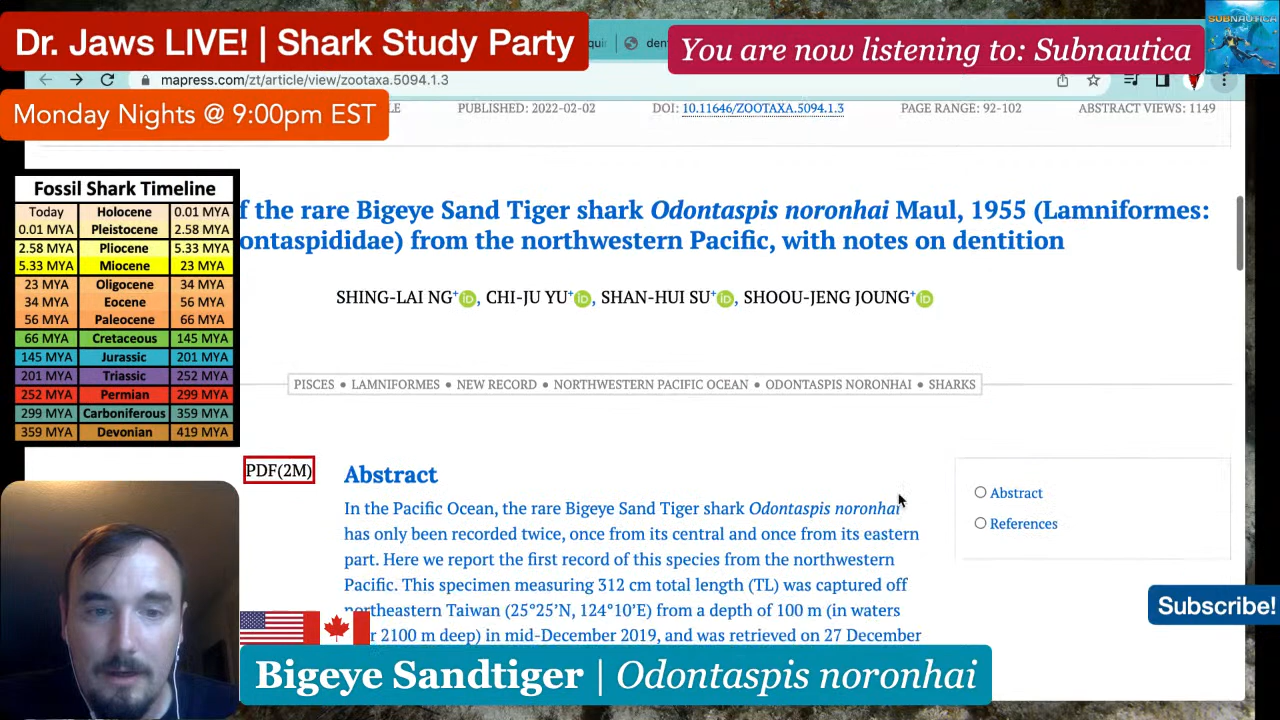 Dr. Jaws LIVE! | Shark Study Party
You are now listening to: Subnautica
SUBNAUTICA
mapress.com/zt/article/view/zootaxa.5094.1.3
Monday Nights @ 9:00pm EST
PUBLISHED: 2022-02-02 DOI: 10.11646/ZOOTAXA.5094.1.3 PAGE RANGE: 92-102 ABSTRACT VIEWS: 1149
Fossil Shark Timeline
Today Holocene 0.01 MYA
0.01 MYA Pleistocene 2.58 MYA
2.58 MYA Pliocene 5.33 MYA
5.33 MYA Miocene 23 MYA
23 MYA Oligocene 34 MYA
34 MYA Eocene 56 MYA
56 MYA Paleocene 66 MYA
66 MYA Cretaceous 145 MYA
145 MYA Jurassic 201 MYA
201 MYA Triassic 252 MYA
252 MYA Permian 299 MYA
299 MYA Carboniferous 359 MYA
359 MYA Devonian 419 MYA
f the rare Bigeye Sand Tiger shark Odontaspis noronhai Maul, 1955 (Lamniformes:
ontaspididae) from the northwestern Pacific, with notes on dentition
SHING-LAI NG+ iD, CHI-JU YU+ iD, SHAN-HUI SU+ iD, SHOOU-JENG JOUNG+ iD
PISCES ● LAMNIFORMES ● NEW RECORD ● NORTHWESTERN PACIFIC OCEAN ● ODONTASPIS NORONHAI ● SHARKS
PDF(2M)
Abstract
In the Pacific Ocean, the rare Bigeye Sand Tiger shark Odontaspis noronhai
has only been recorded twice, once from its central and once from its eastern
part. Here we report the first record of this species from the northwestern
Pacific. This specimen measuring 312 cm total length (TL) was captured off
northeastern Taiwan (25°25'N, 124°10'E) from a depth of 100 m (in waters
2100 m deep) in mid-December 2019, and was retrieved on 27 December
Abstract
References
Subscribe!
Bigeye Sandtiger | Odontaspis noronhai